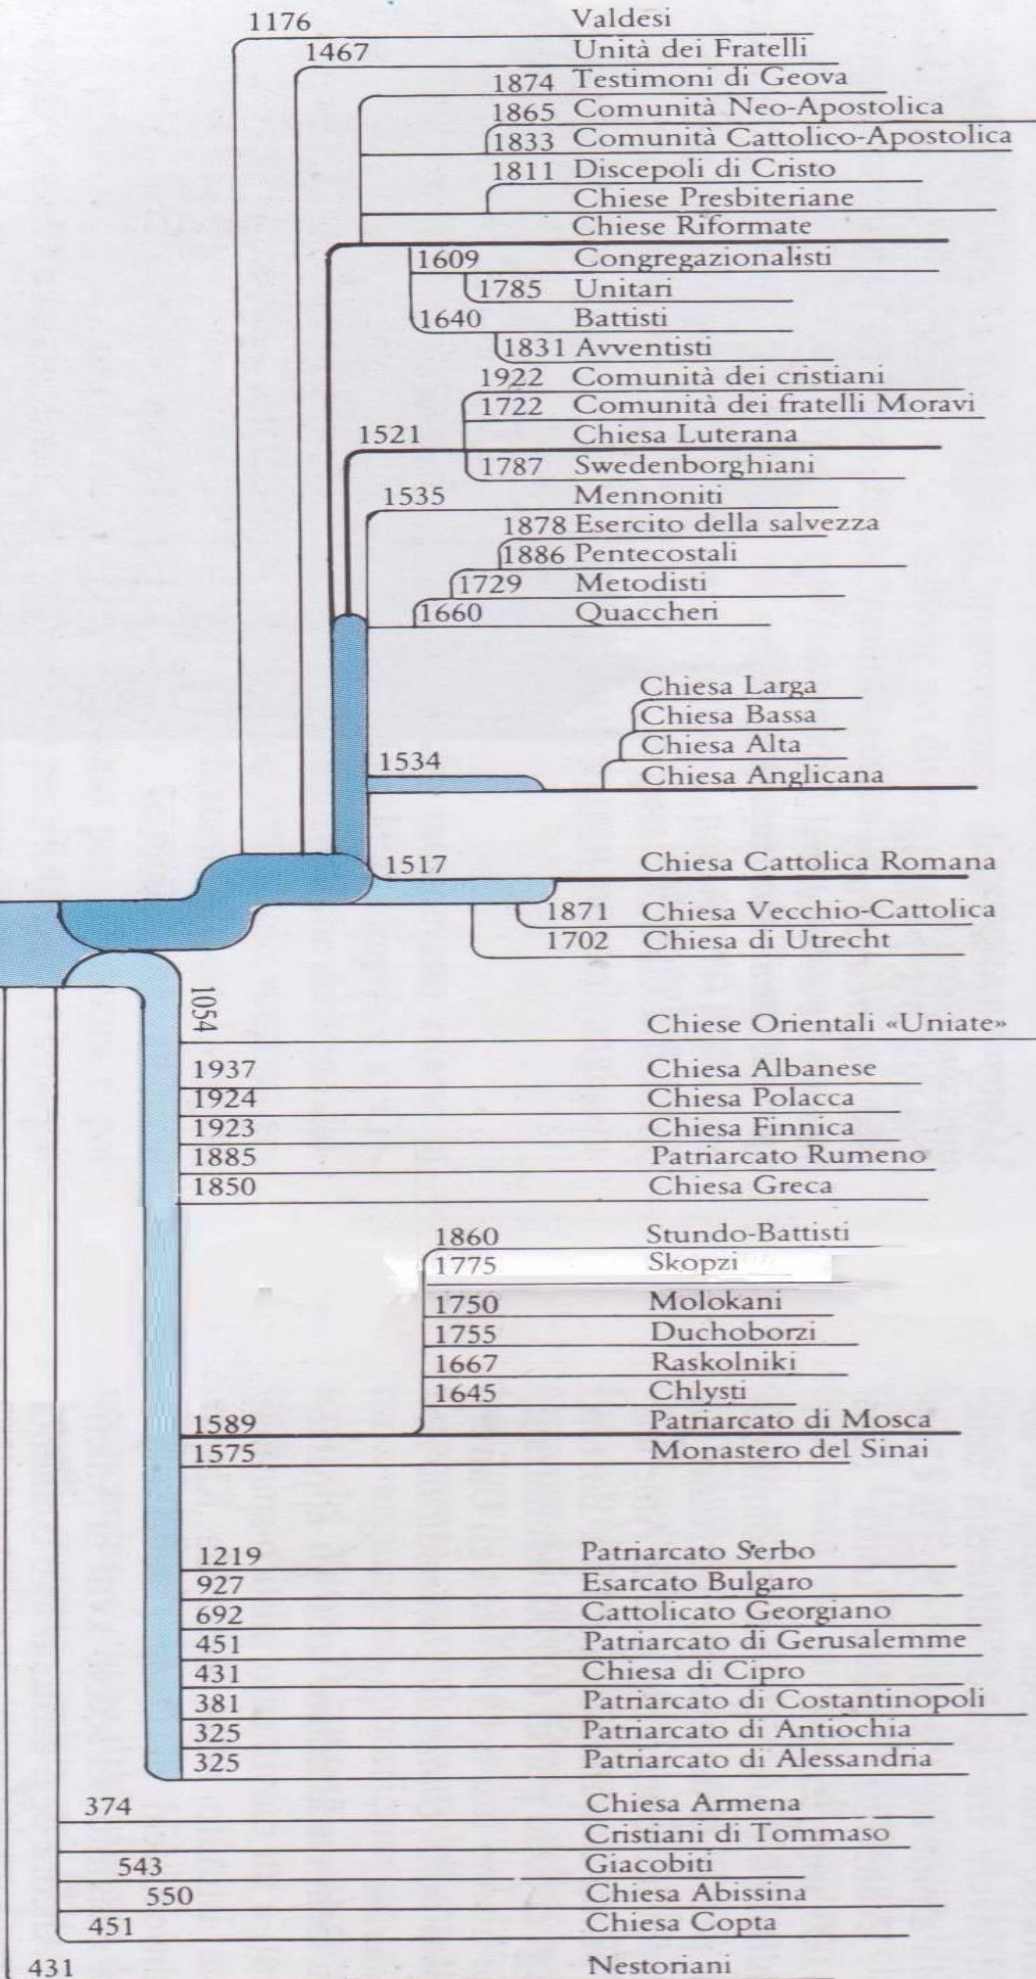 1176 Valdesi
1467 Unità dei Fratelli
1874 Testimoni di Geova
1865 Comunità Neo-Apostolica
1833 Comunità Cattolico-Apostolica
1811 Discepoli di Cristo
Chiese Presbiteriane
Chiese Riformate
1609 Congregazionalisti
1785 Unitari
1640 Battisti
1831 Avventisti
1922 Comunità dei cristiani
1722 Comunità dei fratelli Moravi
1521 Chiesa Luterana
1787 Swedenborghiani
1535 Mennoniti
1878 Esercito della salvezza
1886 Pentecostali
1729 Metodisti
1660 Quaccheri
Chiesa Larga
Chiesa Bassa
Chiesa Alta
1534 Chiesa Anglicana
1517 Chiesa Cattolica Romana
1871 Chiesa Vecchio-Cattolica
1702 Chiesa di Utrecht
1054
Chiese Orientali «Uniate»
1937 Chiesa Albanese
1924 Chiesa Polacca
1923 Chiesa Finnica
1885 Patriarcato Rumeno
1850 Chiesa Greca
1860 Stundo-Battisti
1775 Skopzi
1750 Molokani
1755 Duchoborzi
1667 Raskolniki
1645 Chlysti
1589 Patriarcato di Mosca
1575 Monastero del Sinai
1219 Patriarcato Serbo
927 Esarcato Bulgaro
692 Cattolicato Georgiano
451 Patriarcato di Gerusalemme
431 Chiesa di Cipro
381 Patriarcato di Costantinopoli
325 Patriarcato di Antiochia
325 Patriarcato di Alessandria
374 Chiesa Armena
Cristiani di Tommaso
543 Giacobiti
550 Chiesa Abissina
451 Chiesa Copta
431 Nestoriani